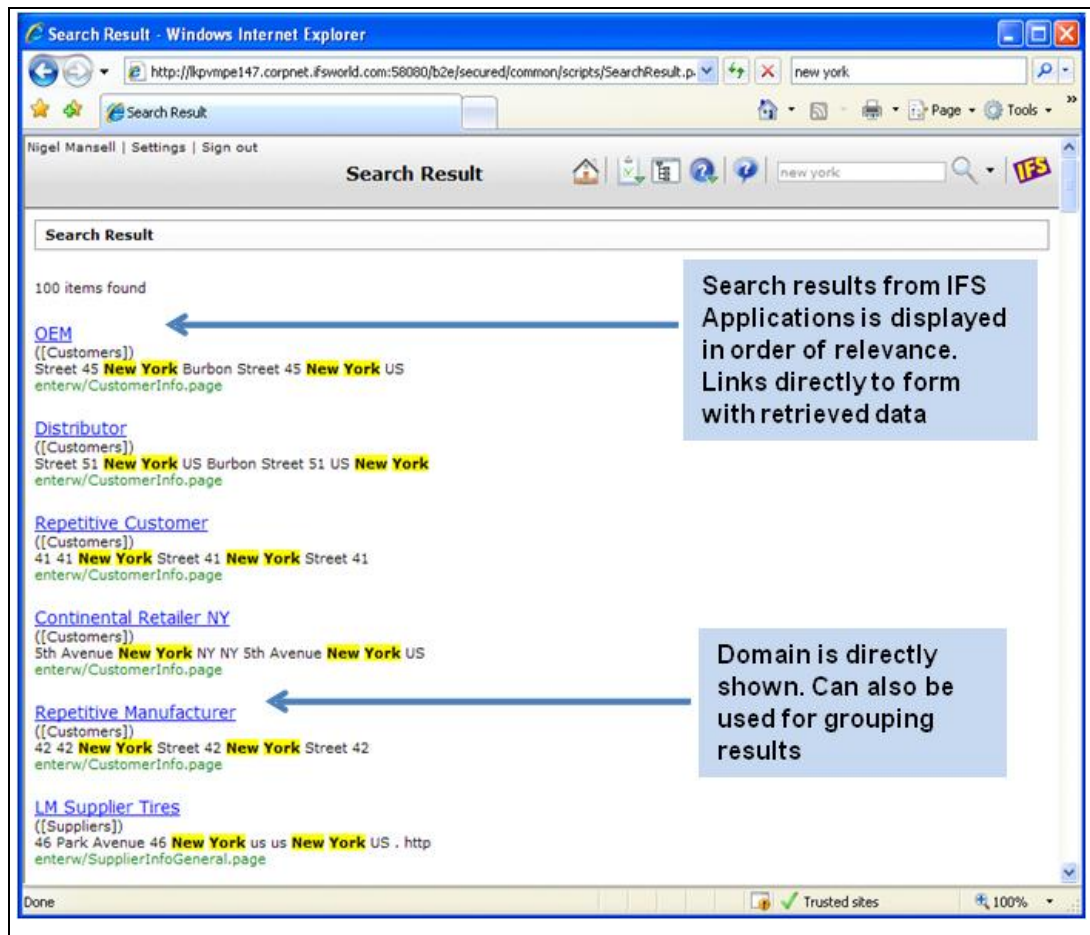 Search Result - Windows Internet Explorer
http://lkpvmpe147.corpnet.ifsworld.com:58080/b2e/secured/common/scripts/SearchResult.p
new york
Search Result
Page
Tools
Nigel Mansell | Settings | Sign out
Search Result
new york
IFS
Search Result
100 items found
OEM
([Customers])
Street 45 New York Burbon Street 45 New York US
enterw/CustomerInfo.page
Search results from IFS
Applications is displayed
in order of relevance.
Links directly to form
with retrieved data
Distributor
([Customers])
Street 51 New York US Burbon Street 51 US New York
enterw/CustomerInfo.page
Repetitive Customer
([Customers])
41 41 New York Street 41 New York Street 41
enterw/CustomerInfo.page
Continental Retailer NY
([Customers])
5th Avenue New York NY NY 5th Avenue New York US
enterw/CustomerInfo.page
Domain is directly
shown. Can also be
used for grouping
results
Repetitive Manufacturer
([Customers])
42 42 New York Street 42 New York Street 42
enterw/CustomerInfo.page
LM Supplier Tires
([Suppliers])
46 Park Avenue 46 New York us us New York US . http
enterw/SupplierInfoGeneral.page
Done
Trusted sites
100%